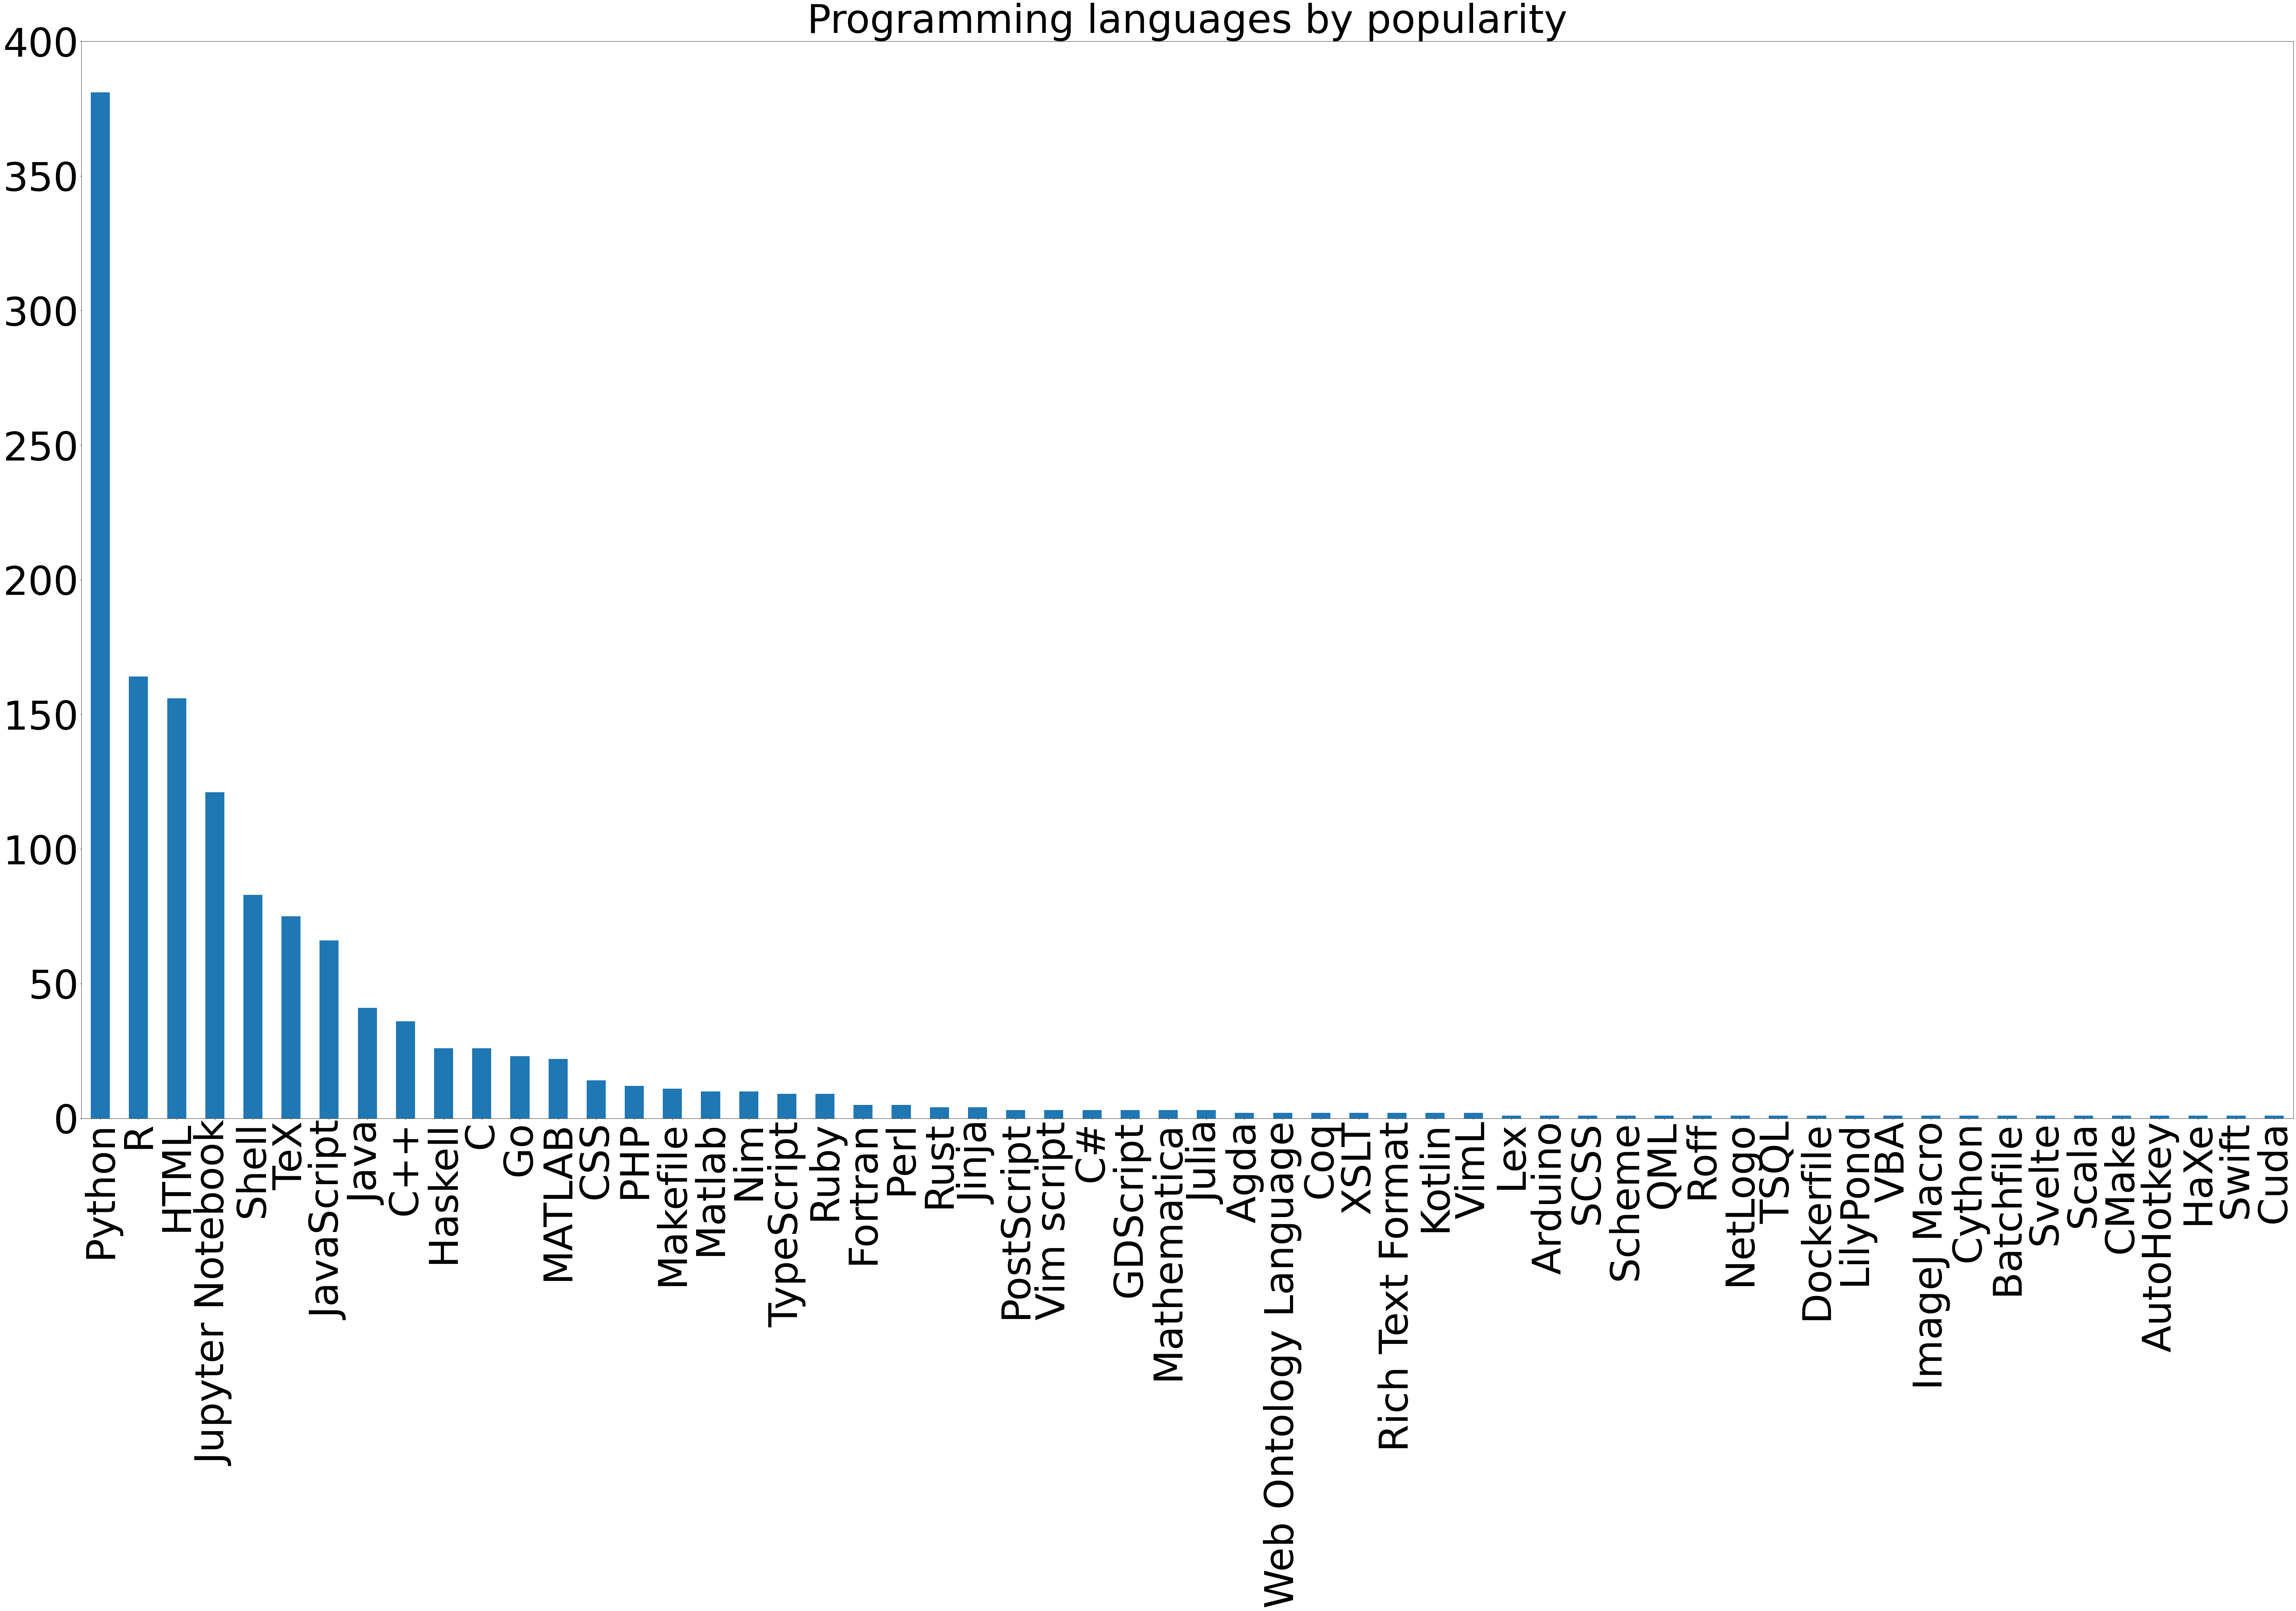 Programming languages by popularity
400
350
300
250
200
150
100
50
0
Python
R
HTML
Jupyter Notebook
Shell
TeX
JavaScript
Java
C++
Haskell
C
Go
MATLAB
CSS
PHP
Makefile
Matlab
Nim
TypeScript
Ruby
Fortran
Perl
Rust
Jinja
PostScript
Vim script
C#
GDScript
Mathematica
Julia
Agda
Web Ontology Language
Coq
XSLT
Rich Text Format
Kotlin
VimL
Lex
Arduino
SCSS
Scheme
QML
Roff
NetLogo
TSQL
Dockerfile
LilyPond
VBA
ImageJ Macro
Cython
Batchfile
Svelte
Scala
CMake
AutoHotkey
HaXe
Swift
Cuda